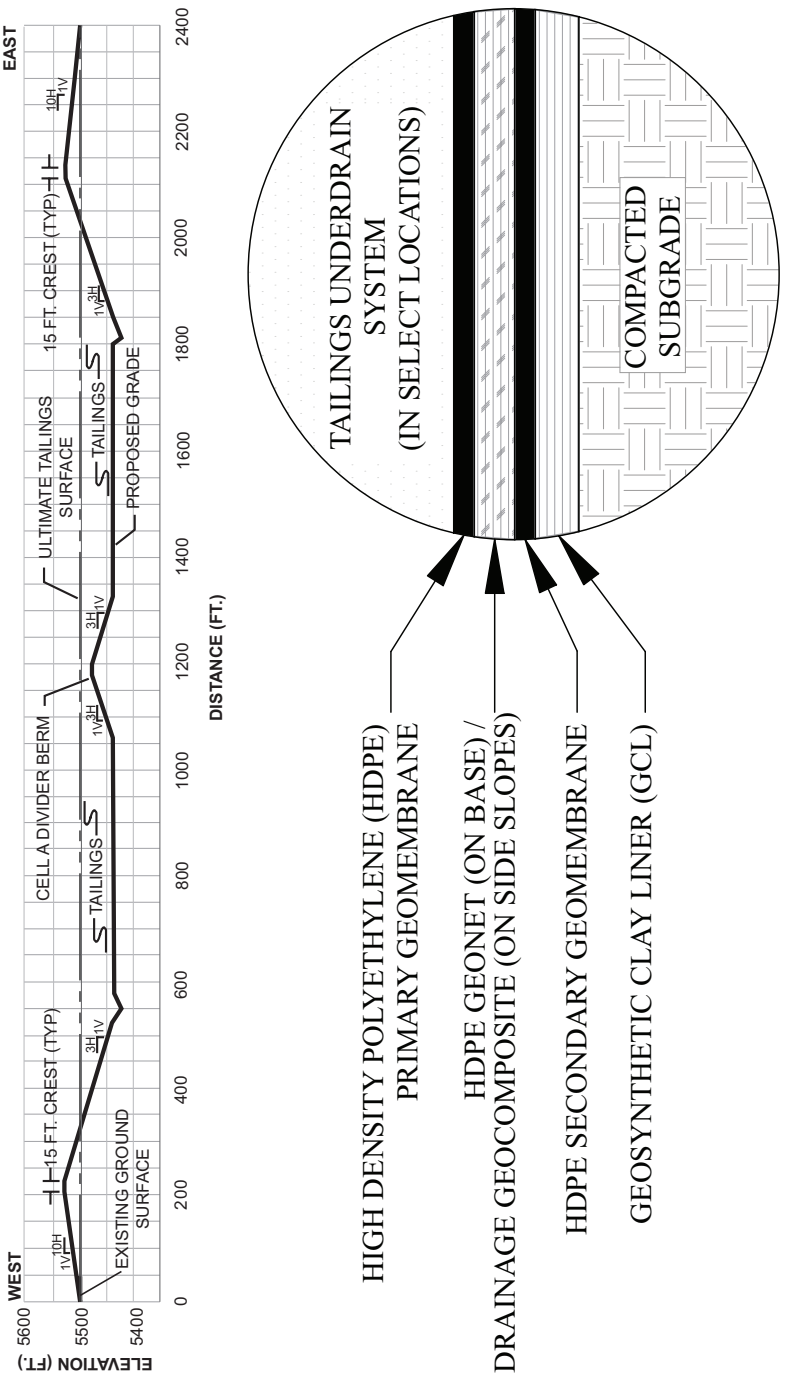 WEST
EAST
ELEVATION (FT.)
5600
5500
5400
1V 10H
15 FT. CREST (TYP)
EXISTING GROUND
SURFACE
3H 1V
TAILINGS
CELL A DIVIDER BERM
1V 3H
3H 1V
ULTIMATE TAILINGS
SURFACE
TAILINGS
PROPOSED GRADE
1V 3H
15 FT. CREST (TYP)
10H 1V
0 200 400 600 800 1000 1200 1400 1600 1800 2000 2200 2400
DISTANCE (FT.)
HIGH DENSITY POLYETHYLENE (HDPE)
PRIMARY GEOMEMBRANE
HDPE GEONET (ON BASE) /
DRAINAGE GEOCOMPOSITE (ON SIDE SLOPES)
HDPE SECONDARY GEOMEMBRANE
GEOSYNTHETIC CLAY LINER (GCL)
TAILINGS UNDERDRAIN
SYSTEM
(IN SELECT LOCATIONS)
COMPACTED
SUBGRADE